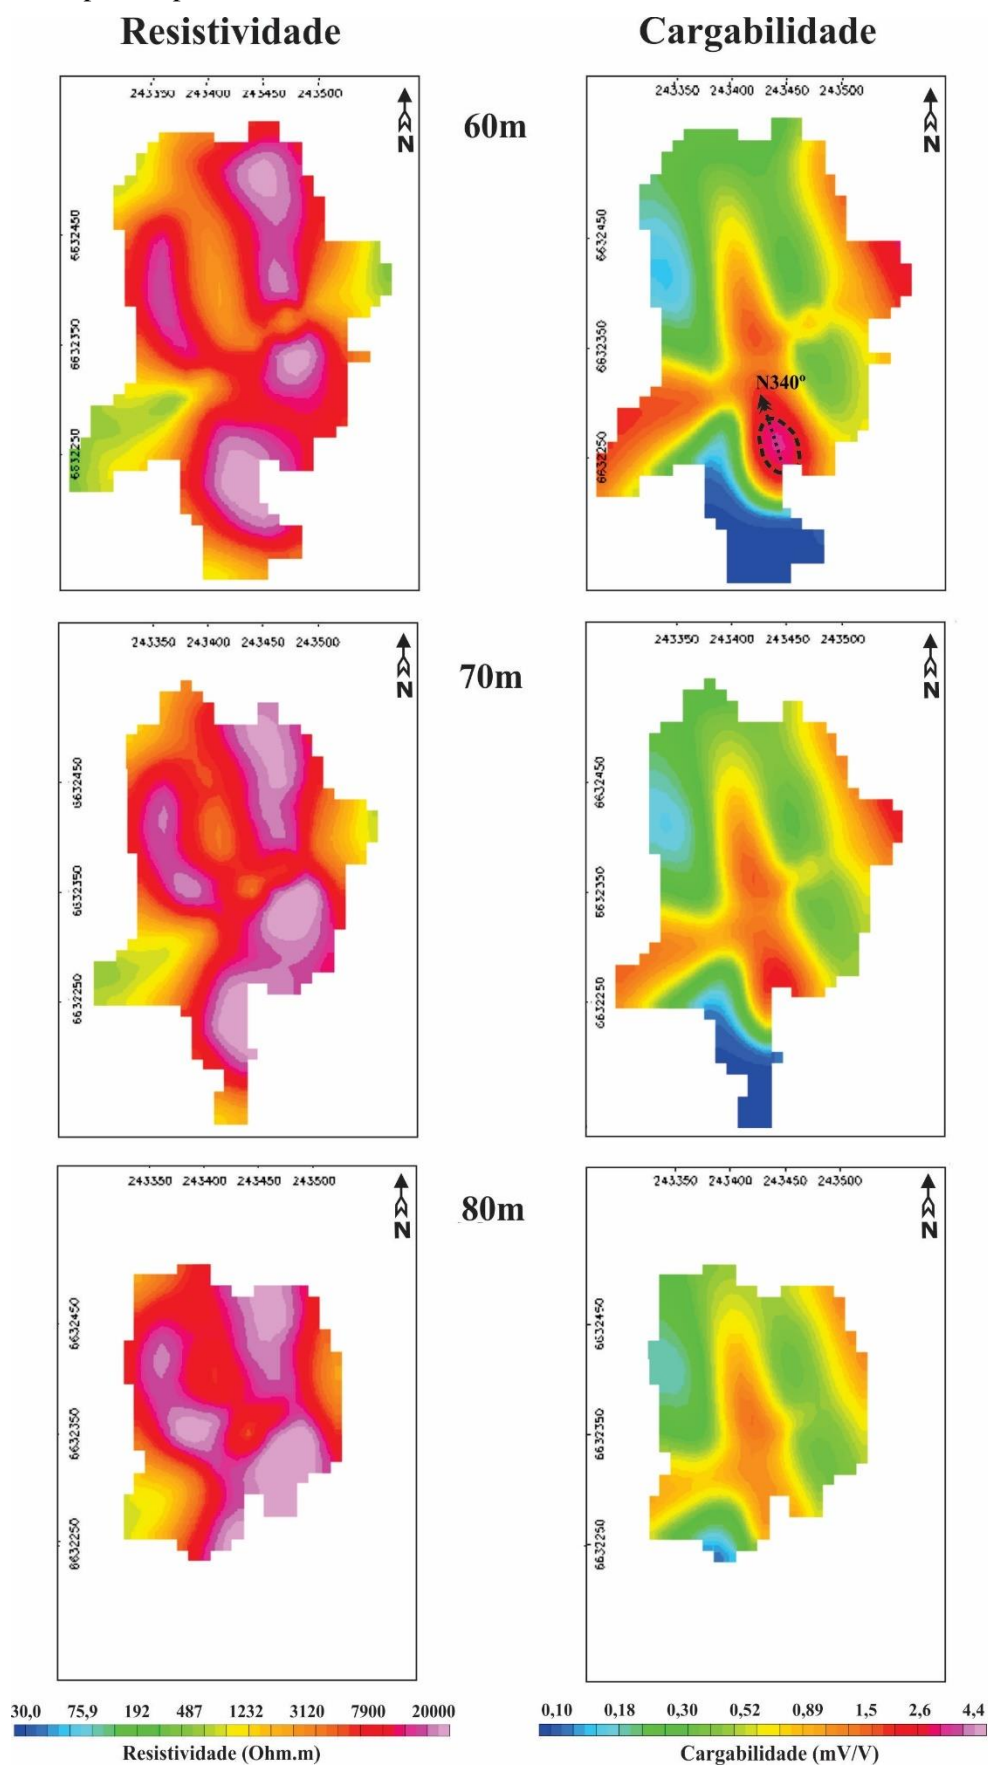 Resistividade Cargabilidade
243350 243400 243450 243500
243350 243400 243450 243500
60m
N
N
6632450
6632350
6632250
6632450
6632350
6632250
N340º
243350 243400 243450 243500
243350 243400 243450 243500
70m
N
N
6632450
6632350
6632250
6632450
6632350
6632250
243350 243400 243450 243500
243350 243400 243450 243500
80m
N
N
6632450
6632350
6632250
6632450
6632350
6632250
30,0 75,9 192 487 1232 3120 7900 20000
Resistividade (Ohm.m)
0,10 0,18 0,30 0,52 0,89 1,5 2,6 4,4
Cargabilidade (mV/V)